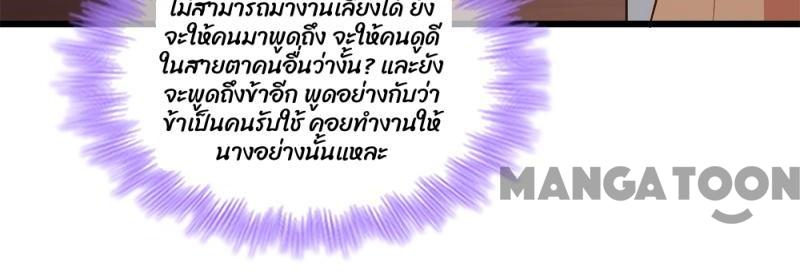 ไม่สามารถมางานเลี้ยงได้ ยัง
จะให้คนมาพูดถึง จะให้คนดูดี
ในสายตาคนอื่นว่างั้น? และยัง
จะพูดถึงข้าอีก พูดอย่างกับว่า
ข้าเป็นคนรับใช้ คอยทำงานให้
นางอย่างนั้นแหละ
MANGATOON